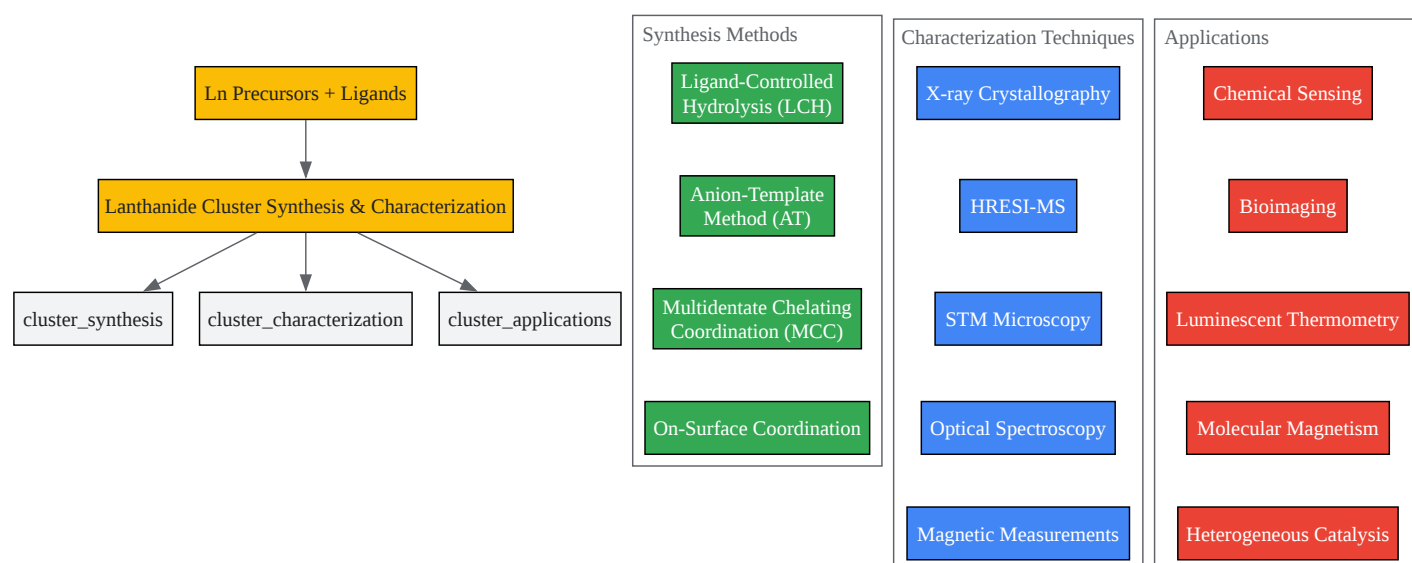 Ln Precursors + Ligands
Lanthanide Cluster Synthesis & Characterization
cluster_synthesis
cluster_characterization
cluster_applications
Synthesis Methods
Ligand-Controlled
Hydrolysis (LCH)
Anion-Template
Method (AT)
Multidentate Chelating
Coordination (MCC)
On-Surface Coordination
Characterization Techniques
X-ray Crystallography
HRESI-MS
STM Microscopy
Optical Spectroscopy
Magnetic Measurements
Applications
Chemical Sensing
Bioimaging
Luminescent Thermometry
Molecular Magnetism
Heterogeneous Catalysis